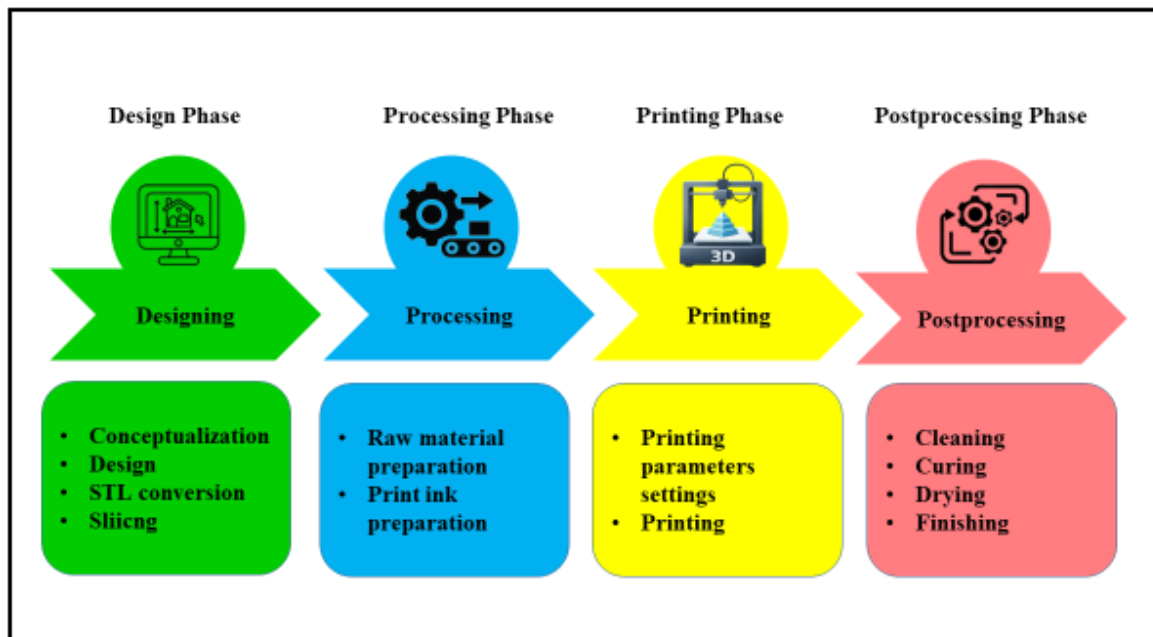 Design Phase
Processing Phase
Printing Phase
Postprocessing Phase
3D
Designing
Processing
Printing
Postprocessing
• Conceptualization
• Design
• STL conversion
• Sliicng
• Raw material
preparation
• Print ink
preparation
• Printing
parameters
settings
• Printing
• Cleaning
• Curing
• Drying
• Finishing